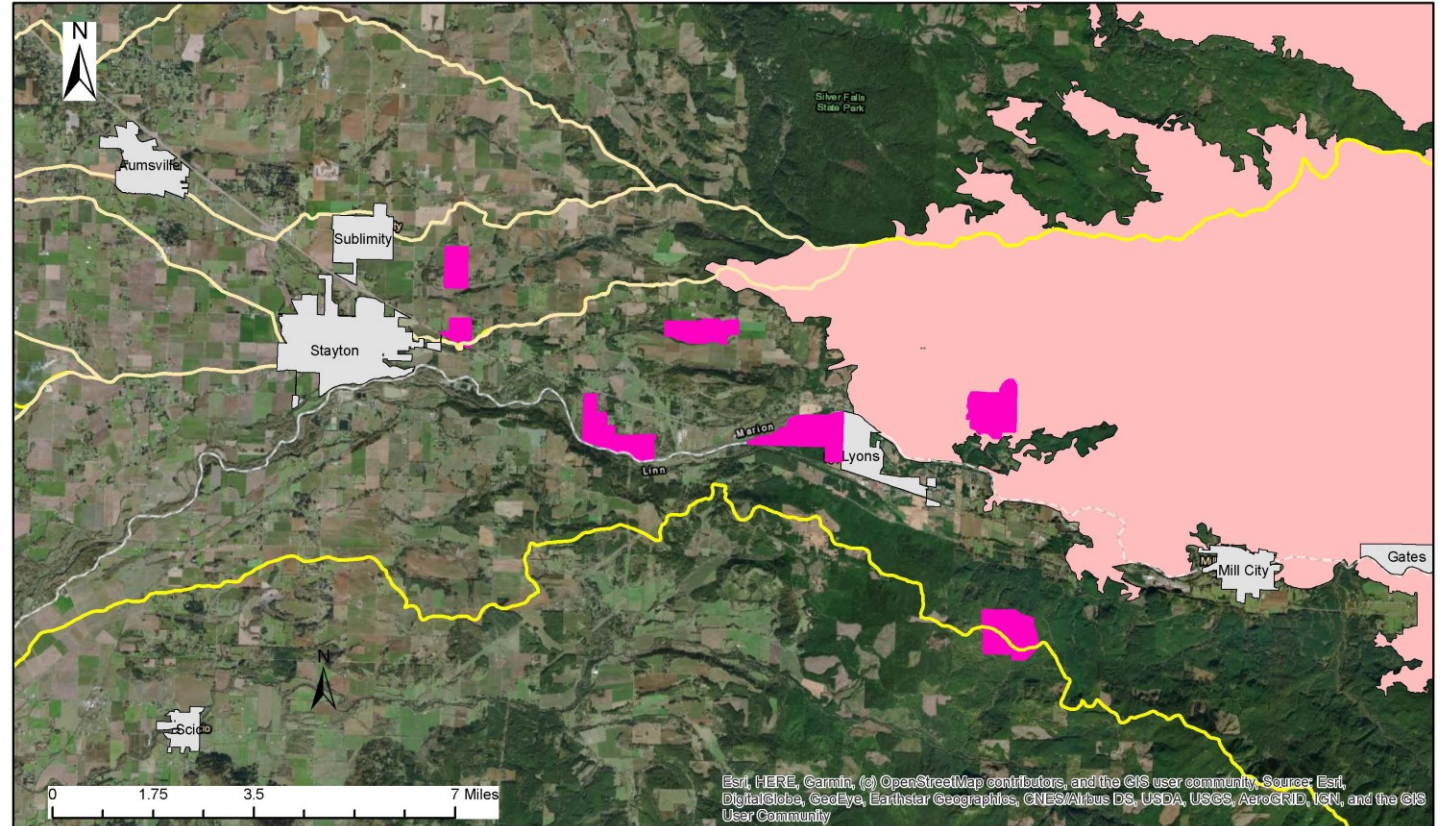 N
Silver Falls
State Park
Aumsville
Sublimity
Stayton
Marion
Linn
Lyons
Gates
Mill City
N
Scio
0 1.75 3.5 7 Miles
Esri, HERE, Garmin, (c) OpenStreetMap contributors, and the GIS user community, Source: Esri,
DigitalGlobe, GeoEye, Earthstar Geographics, CNES/Airbus DS, USDA, USGS, AeroGRID, IGN, and the GIS
User Community